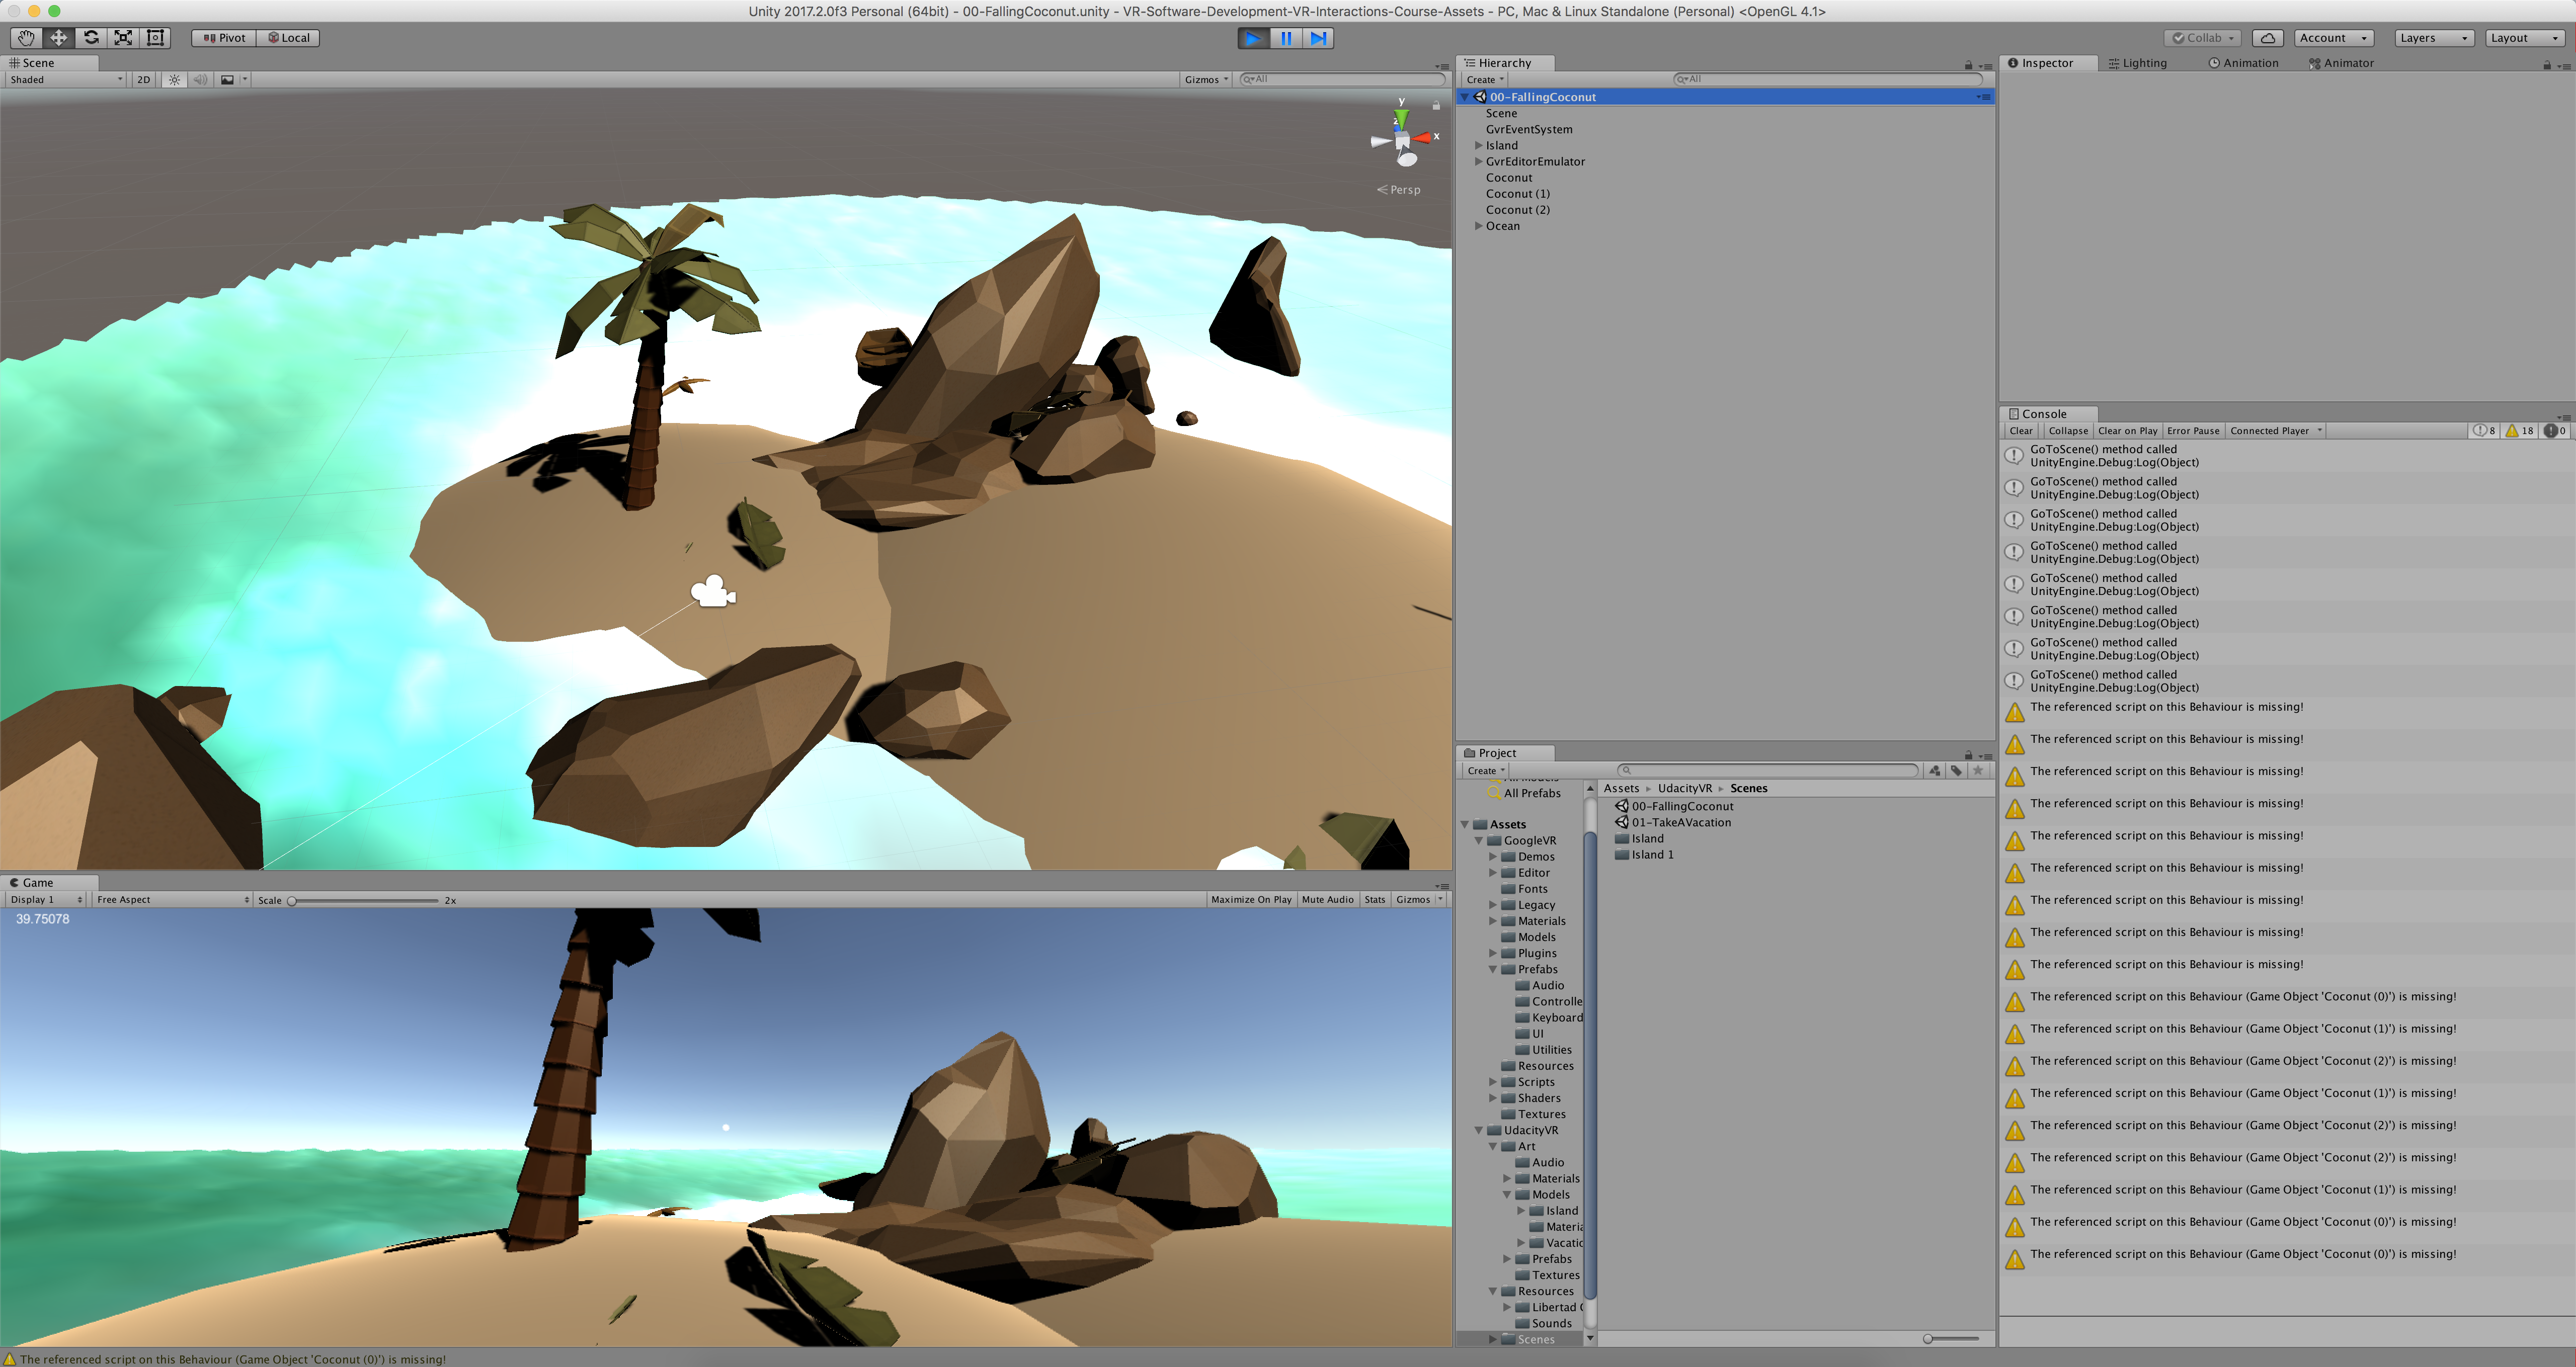 Unity 2017.2.0f3 Personal (64bit) - 00-FallingCoconut.unity - VR-Software-Development-VR-Interactions-Course-Assets - PC, Mac & Linux Standalone (Personal) <OpenGL 4.1>
Pivot Local
Collab Account Layers Layout
Scene
Shaded 2D Gizmos All
y
z
x
Persp
Game
Display 1 Free Aspect Scale 2x Maximize On Play Mute Audio Stats Gizmos
39.75078
Hierarchy
Create All
00-FallingCoconut
Scene
GvrEventSystem
Island
GvrEditorEmulator
Coconut
Coconut (1)
Coconut (2)
Ocean
Project
Create
All Models
All Prefabs
Assets
GoogleVR
Demos
Editor
Fonts
Legacy
Materials
Models
Plugins
Prefabs
Audio
Controlle
Keyboard
UI
Utilities
Resources
Scripts
Shaders
Textures
UdacityVR
Art
Audio
Materials
Models
Island
Materia
Vacatio
Prefabs
Textures
Resources
Libertad
Sounds
Scenes
Assets UdacityVR Scenes
00-FallingCoconut
01-TakeAVacation
Island
Island 1
Inspector Lighting Animation Animator
Console
Clear Collapse Clear on Play Error Pause Connected Player 8 18 0
GoToScene() method called
UnityEngine.Debug:Log(Object)
GoToScene() method called
UnityEngine.Debug:Log(Object)
GoToScene() method called
UnityEngine.Debug:Log(Object)
GoToScene() method called
UnityEngine.Debug:Log(Object)
GoToScene() method called
UnityEngine.Debug:Log(Object)
GoToScene() method called
UnityEngine.Debug:Log(Object)
GoToScene() method called
UnityEngine.Debug:Log(Object)
GoToScene() method called
UnityEngine.Debug:Log(Object)
The referenced script on this Behaviour is missing!
The referenced script on this Behaviour is missing!
The referenced script on this Behaviour is missing!
The referenced script on this Behaviour is missing!
The referenced script on this Behaviour is missing!
The referenced script on this Behaviour is missing!
The referenced script on this Behaviour is missing!
The referenced script on this Behaviour is missing!
The referenced script on this Behaviour is missing!
The referenced script on this Behaviour (Game Object 'Coconut (0)') is missing!
The referenced script on this Behaviour (Game Object 'Coconut (1)') is missing!
The referenced script on this Behaviour (Game Object 'Coconut (2)') is missing!
The referenced script on this Behaviour (Game Object 'Coconut (1)') is missing!
The referenced script on this Behaviour (Game Object 'Coconut (2)') is missing!
The referenced script on this Behaviour (Game Object 'Coconut (2)') is missing!
The referenced script on this Behaviour (Game Object 'Coconut (1)') is missing!
The referenced script on this Behaviour (Game Object 'Coconut (0)') is missing!
The referenced script on this Behaviour (Game Object 'Coconut (0)') is missing!
The referenced script on this Behaviour (Game Object 'Coconut (0)') is missing!